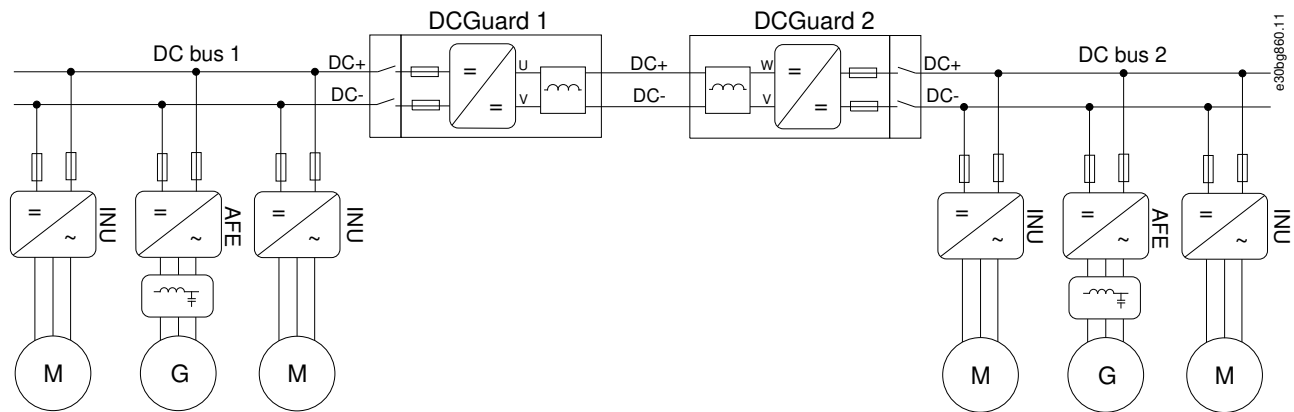 DCGuard 1
DCGuard 2
DC bus 1
DC+
=
=
U
DC+
W
=
=
DC+
DC bus 2
e30bg860.11
DC-
V
DC-
V
DC-
=
~
INU
=
~
AFE
=
~
INU
=
~
INU
=
~
AFE
=
~
INU
M
G
M
M
G
M